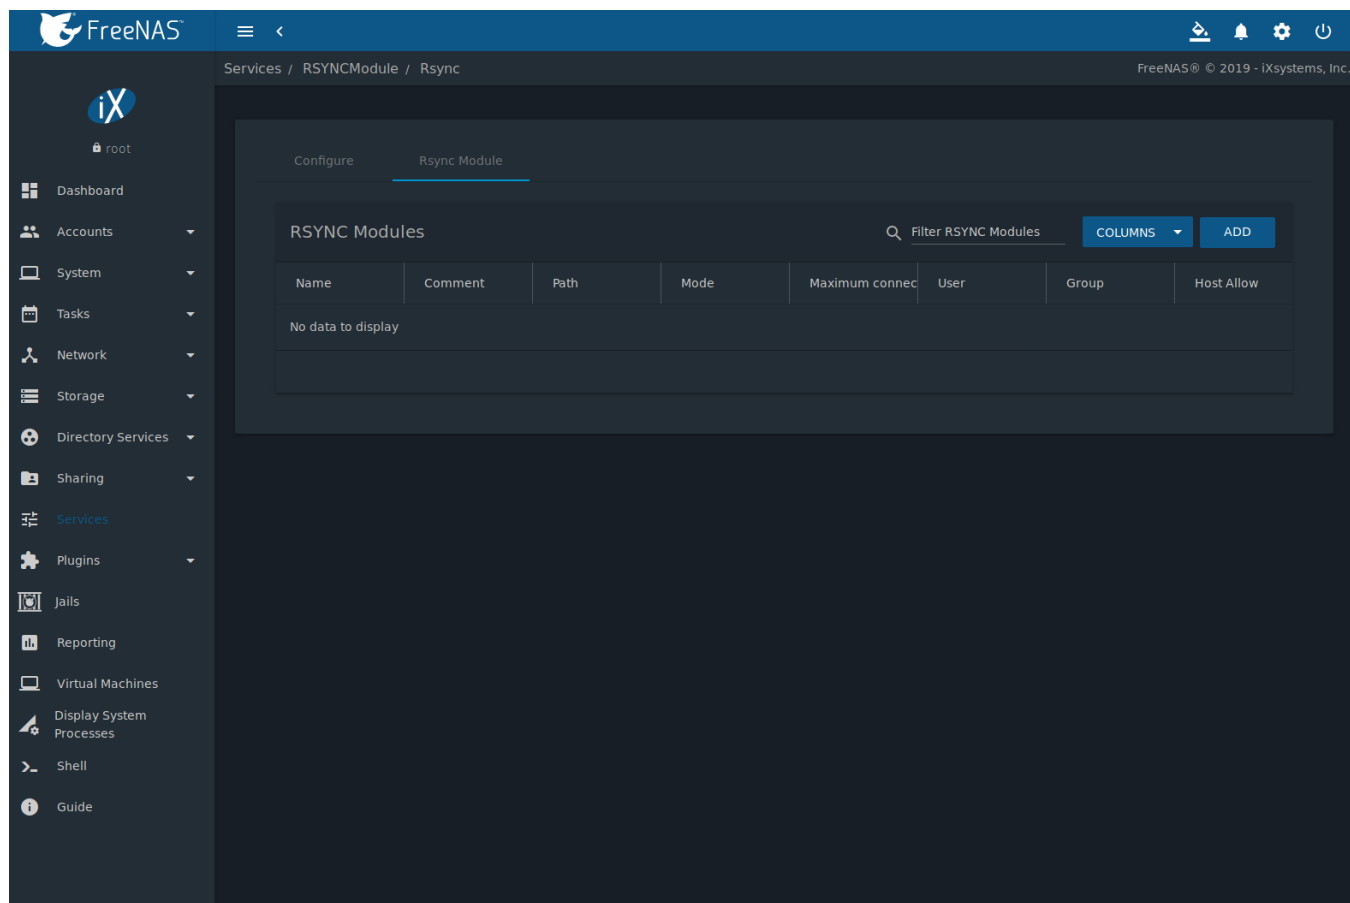 FreeNAS™
Services / RSYNCModule / Rsync
FreeNAS® © 2019 - iXsystems, Inc.
iX
root
Dashboard
Accounts
System
Tasks
Network
Storage
Directory Services
Sharing
Services
Plugins
Jails
Reporting
Virtual Machines
Display System
Processes
Shell
Guide
Configure
Rsync Module
RSYNC Modules
Filter RSYNC Modules
COLUMNS
ADD
Name Comment Path Mode Maximum connec User Group Host Allow
No data to display